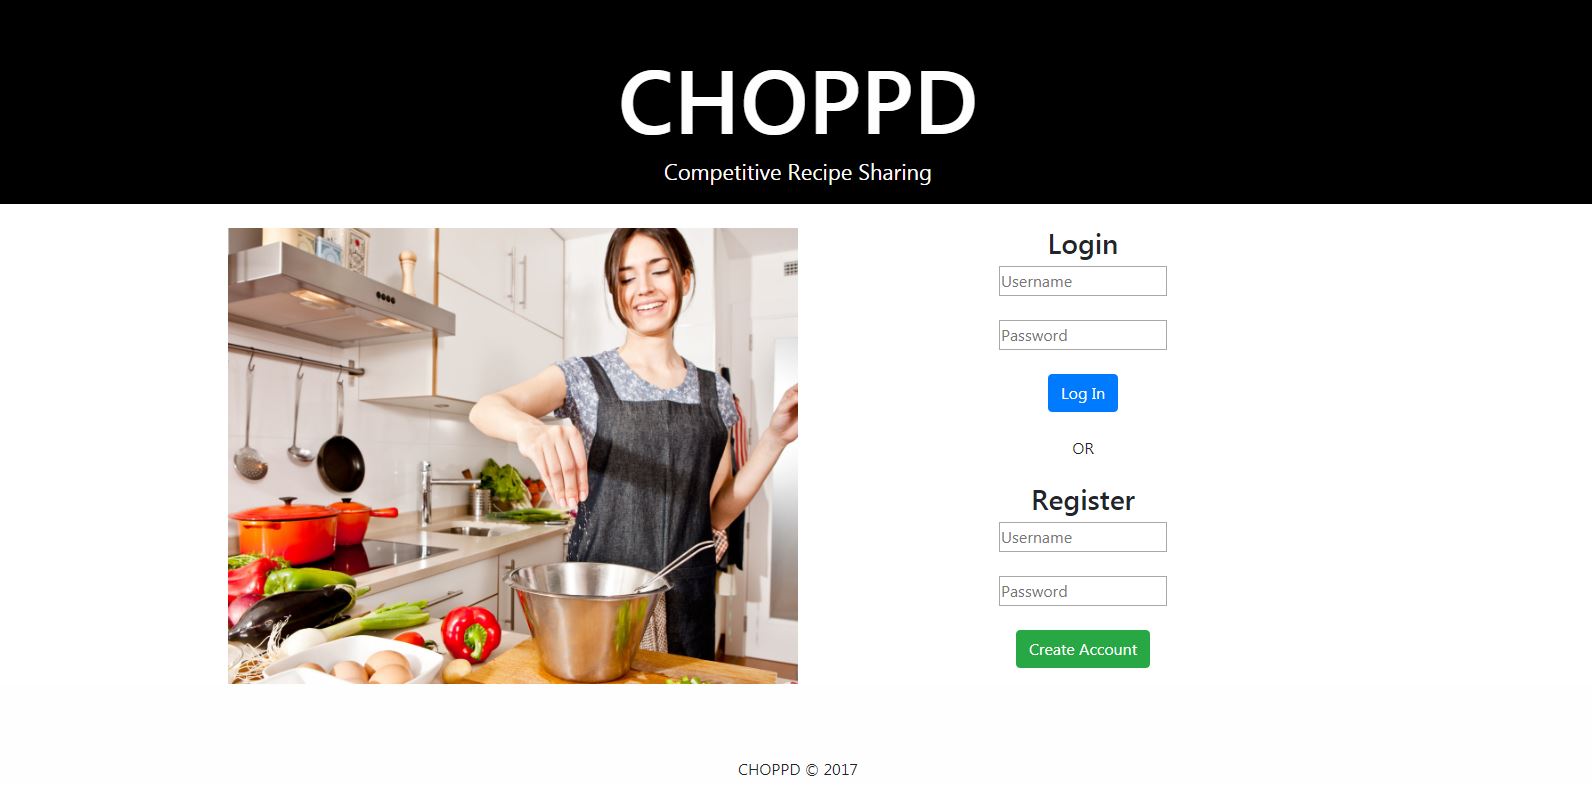 CHOPPD
Competitive Recipe Sharing
Login
Username
Password
Log In
OR
Register
Username
Password
Create Account
CHOPPD © 2017